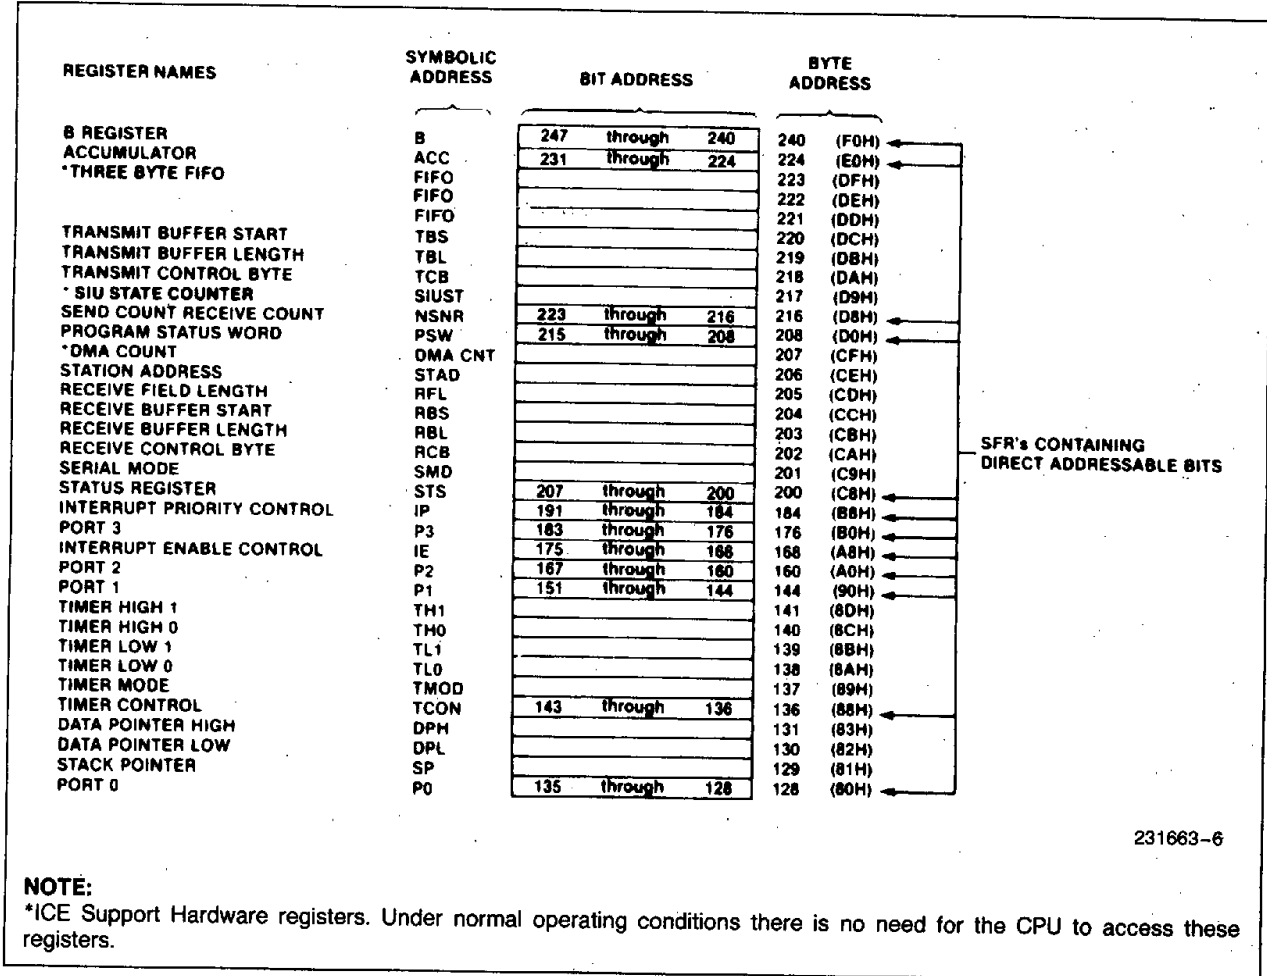 REGISTER NAMES SYMBOLIC ADDRESS BIT ADDRESS BYTE ADDRESS
B REGISTER B 247 through 240 240 (F0H)
ACCUMULATOR ACC 231 through 224 224 (E0H)
*THREE BYTE FIFO FIFO 223 (DFH)
FIFO 222 (DEH)
FIFO 221 (DDH)
TRANSMIT BUFFER START TBS 220 (DCH)
TRANSMIT BUFFER LENGTH TBL 219 (DBH)
TRANSMIT CONTROL BYTE TCB 218 (DAH)
* SIU STATE COUNTER SIUST 217 (D9H)
SEND COUNT RECEIVE COUNT NSNR 223 through 216 216 (D8H)
PROGRAM STATUS WORD PSW 215 through 208 208 (D0H)
*DMA COUNT DMA CNT 207 (CFH)
STATION ADDRESS STAD 206 (CEH)
RECEIVE FIELD LENGTH RFL 205 (CDH)
RECEIVE BUFFER START RBS 204 (CCH)
RECEIVE BUFFER LENGTH RBL 203 (CBH)
RECEIVE CONTROL BYTE RCB 202 (CAH)
SERIAL MODE SMD 201 (C9H)
STATUS REGISTER STS 207 through 200 200 (C8H)
INTERRUPT PRIORITY CONTROL IP 191 through 184 184 (B8H)
PORT 3 P3 183 through 176 176 (B0H)
INTERRUPT ENABLE CONTROL IE 175 through 168 168 (A8H)
PORT 2 P2 167 through 160 160 (A0H)
PORT 1 P1 151 through 144 144 (90H)
TIMER HIGH 1 TH1 141 (8DH)
TIMER HIGH 0 TH0 140 (8CH)
TIMER LOW 1 TL1 139 (8BH)
TIMER LOW 0 TL0 138 (8AH)
TIMER MODE TMOD 137 (89H)
TIMER CONTROL TCON 143 through 136 136 (88H)
DATA POINTER HIGH DPH 131 (83H)
DATA POINTER LOW DPL 130 (82H)
STACK POINTER SP 129 (81H)
PORT 0 P0 135 through 128 128 (80H)
SFR's CONTAINING
DIRECT ADDRESSABLE BITS
231663-6
NOTE:
*ICE Support Hardware registers. Under normal operating conditions there is no need for the CPU to access these
registers.